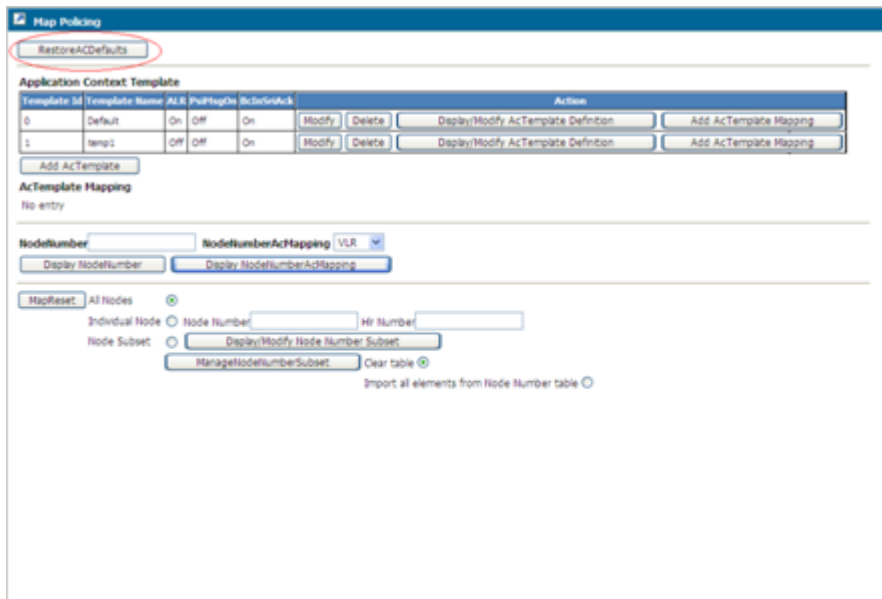 Map Policing
RestoreACDefaults
Application Context Template
Template Id Template Name ALR PsiMsgOn BcInSriAck Action
0 Default On Off On Modify Delete Display/Modify AcTemplate Definition Add AcTemplate Mapping
1 temp1 Off Off On Modify Delete Display/Modify AcTemplate Definition Add AcTemplate Mapping
Add AcTemplate
AcTemplate Mapping
No entry
NodeNumber NodeNumberAcMapping VLR
Display NodeNumber Display NodeNumberAcMapping
MapReset All Nodes
Individual Node Node Number Hlr Number
Node Subset Display/Modify Node Number Subset
ManageNodeNumberSubset Clear table
Import all elements from Node Number table